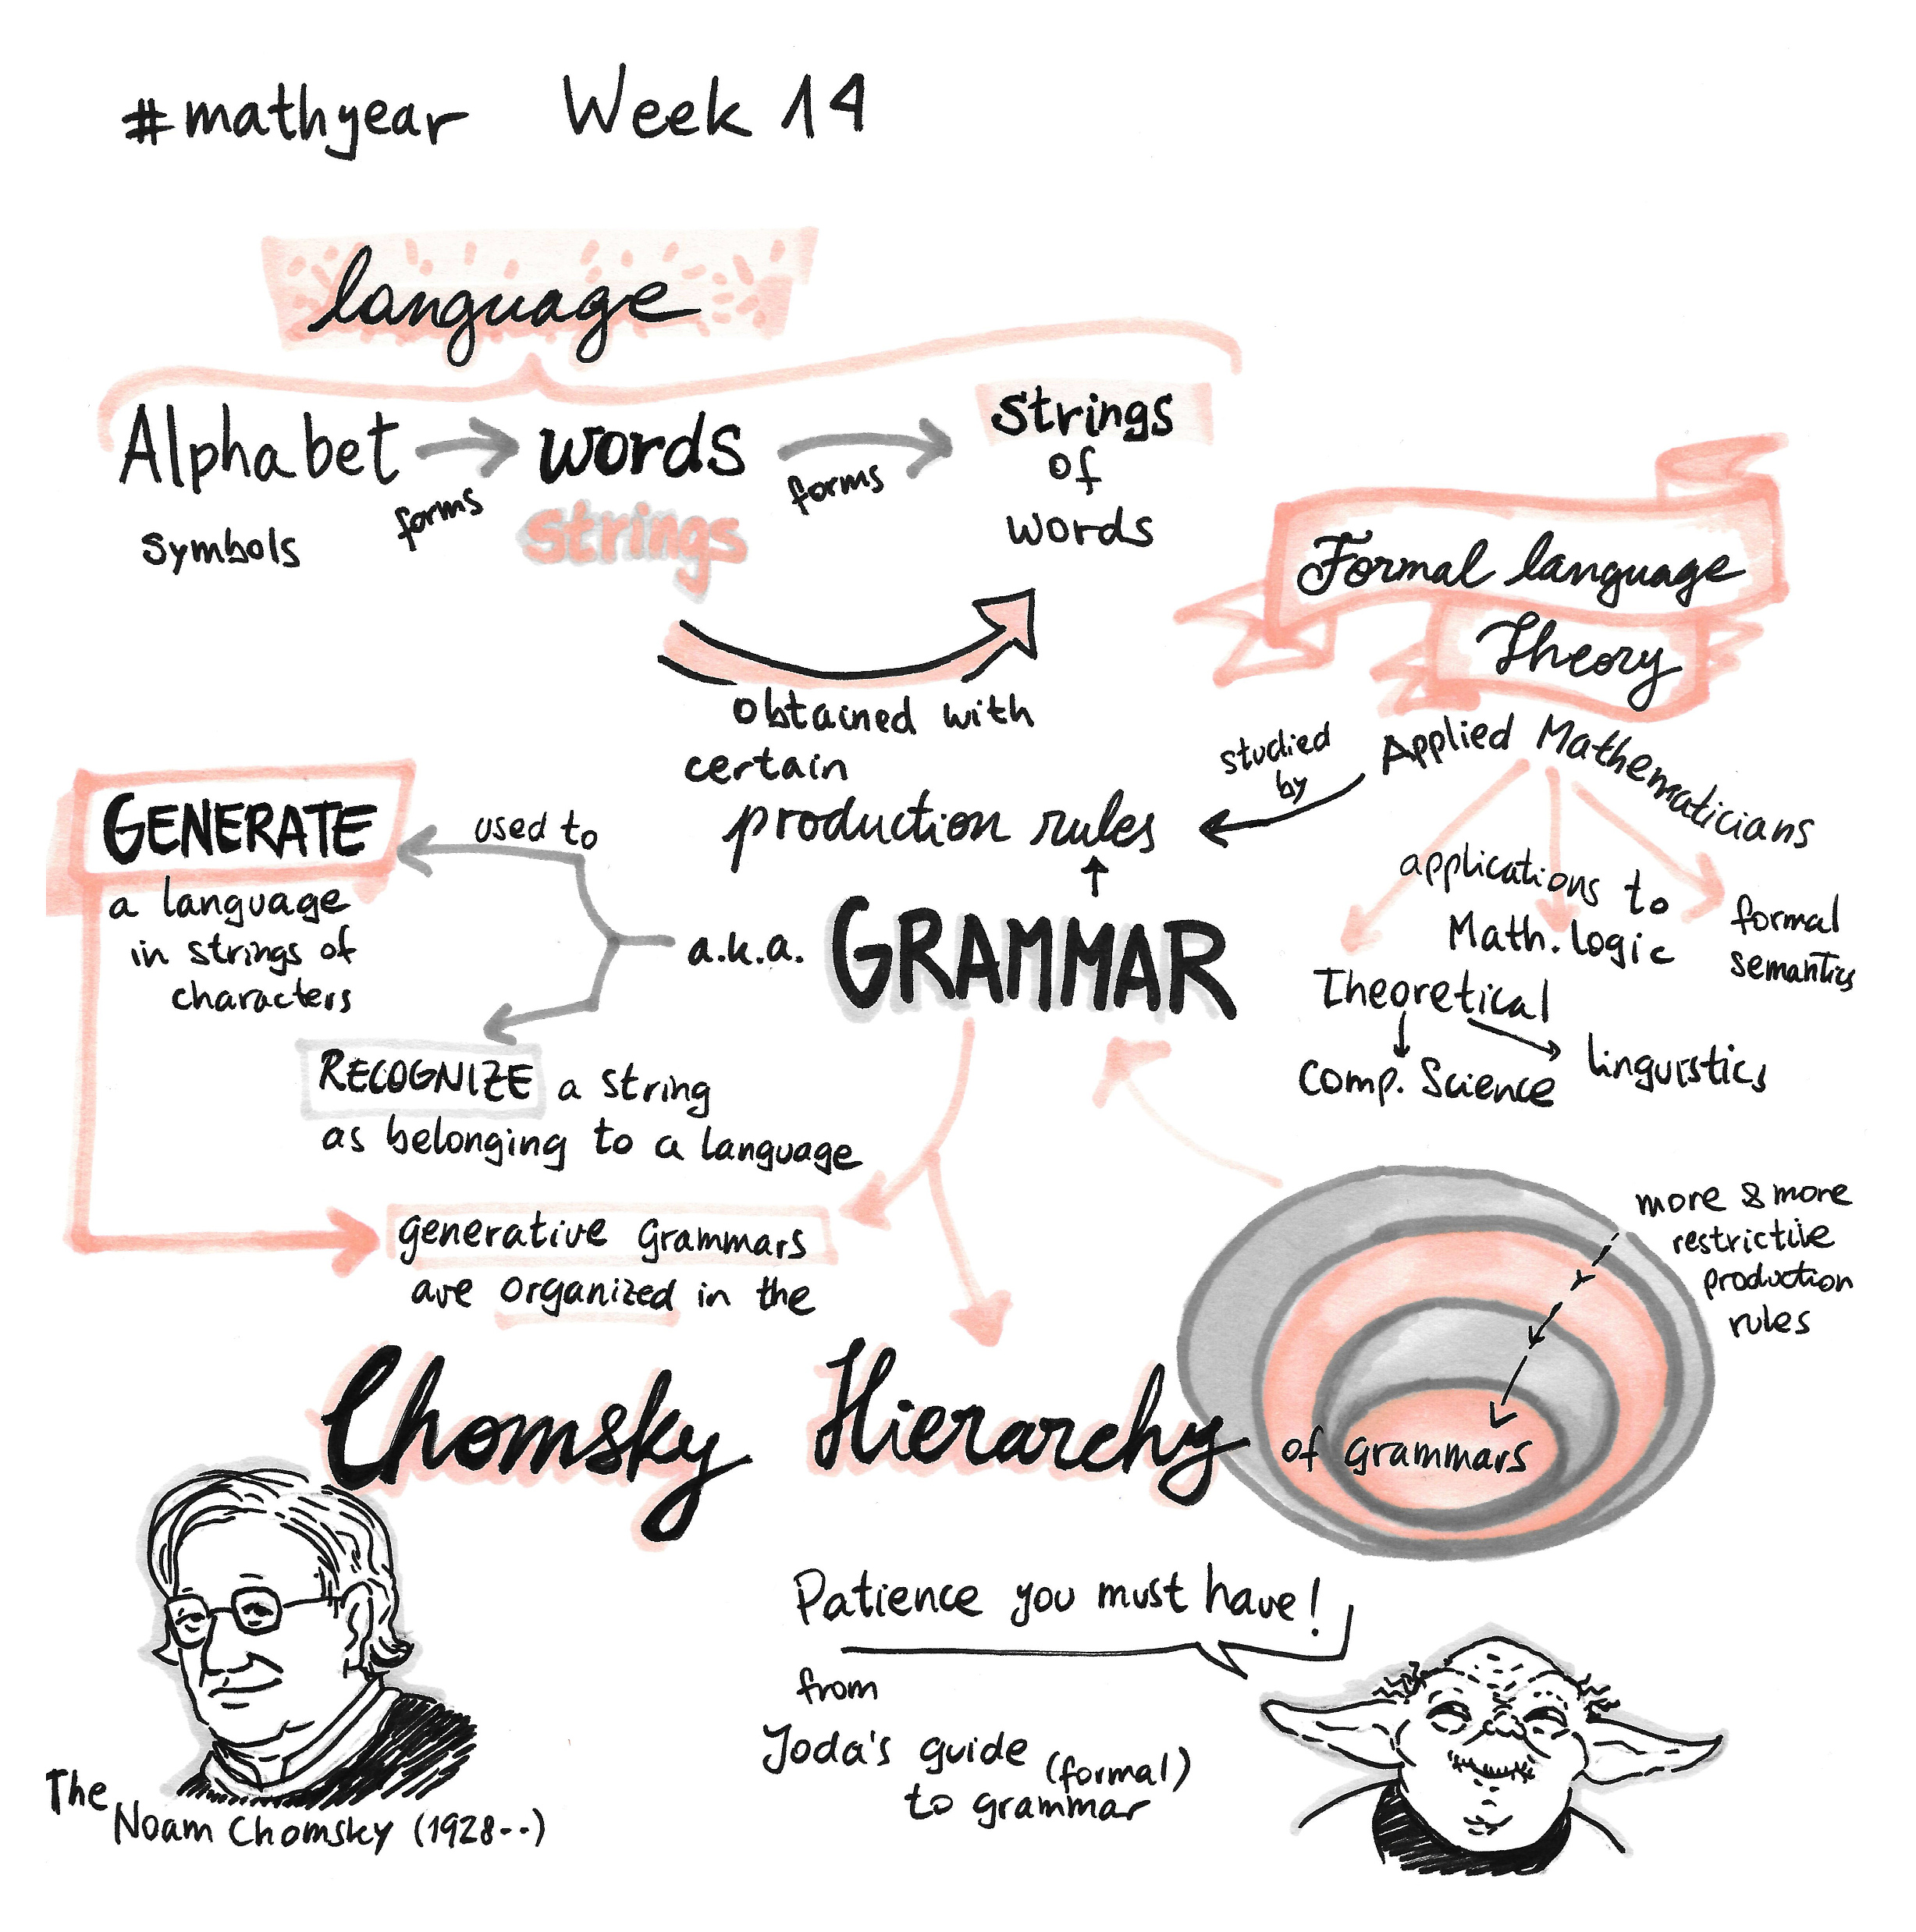 #mathyear Week 14
language
Alphabet
symbols
forms
words
strings
forms
strings
of
words
obtained with
certain
production rules
Formal language
Theory
studied
by
Applied Mathematicians
applications to
Math. logic
formal
semantics
Theoretical
Comp. Science
linguistics
GRAMMAR
a.k.a.
used to
GENERATE
a language
in strings of
characters
RECOGNIZE a string
as belonging to a language
generative grammars
are organized in the
Chomsky Hierarchy of grammars
more & more
restrictive
production
rules
The
Noam Chomsky (1928--)
Patience you must have!
from
Yoda's guide
to (formal)
grammar